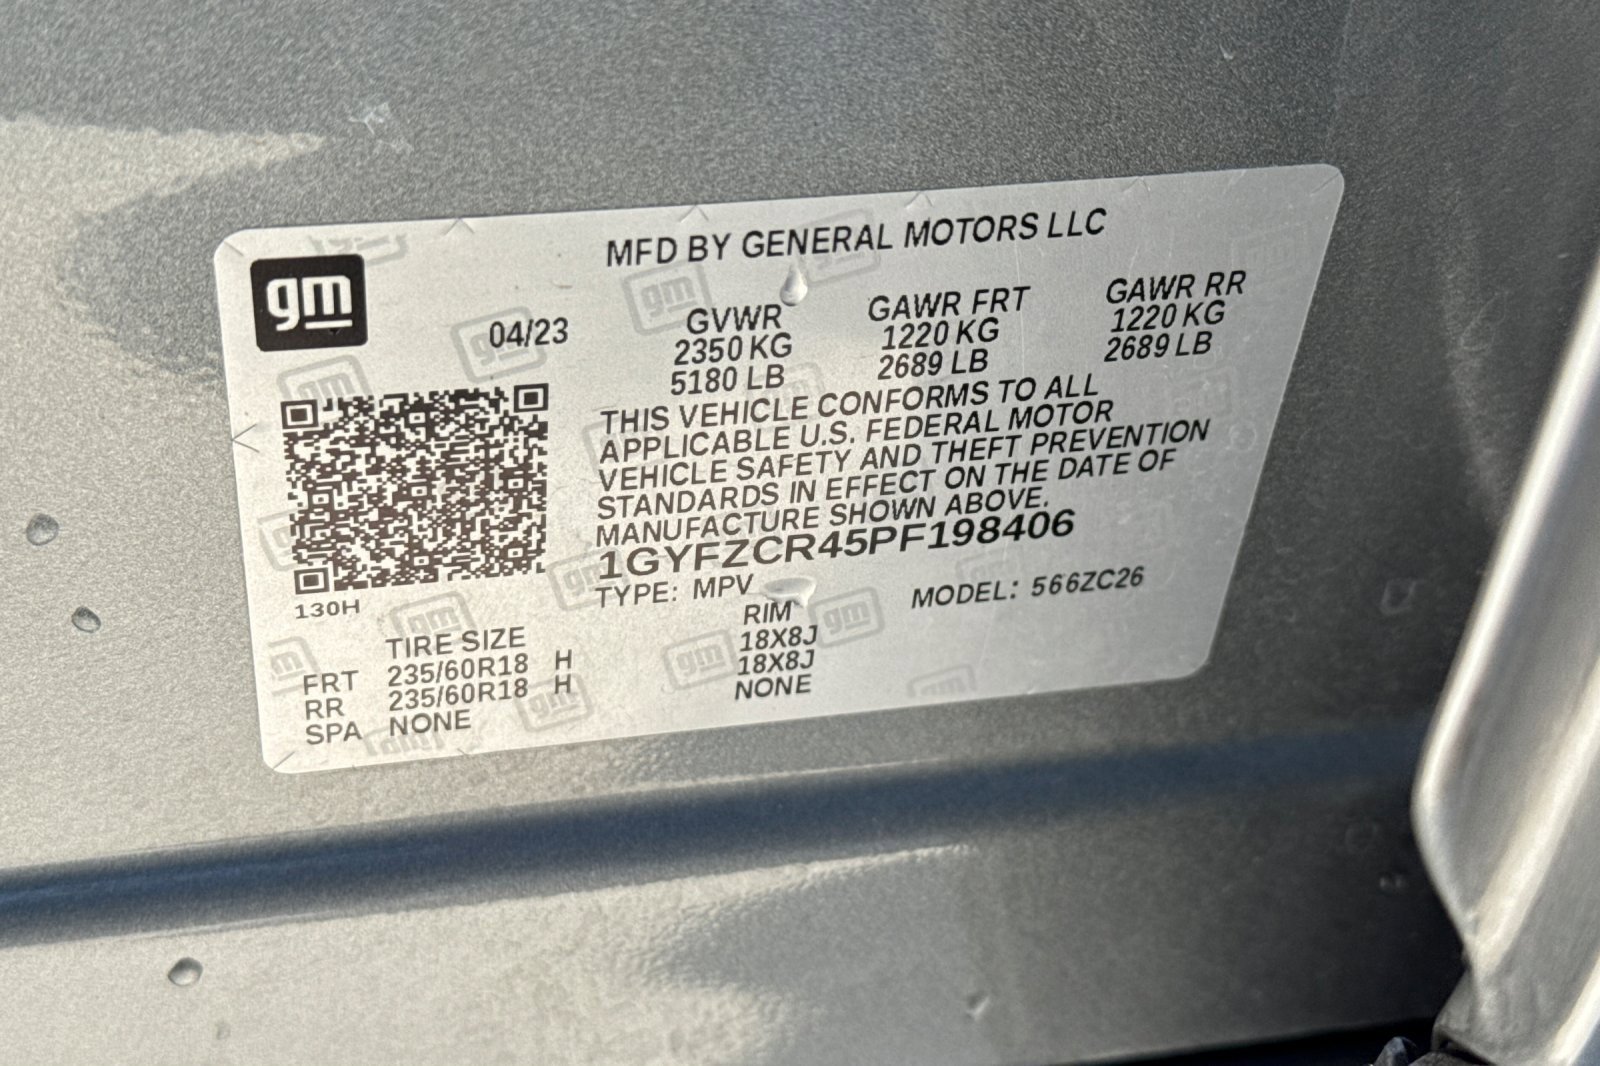 gm
MFD BY GENERAL MOTORS LLC
04/23
GVWR GAWR FRT GAWR RR
2350 KG 1220 KG 1220 KG
5180 LB 2689 LB 2689 LB
THIS VEHICLE CONFORMS TO ALL
APPLICABLE U.S. FEDERAL MOTOR
VEHICLE SAFETY AND THEFT PREVENTION
STANDARDS IN EFFECT ON THE DATE OF
MANUFACTURE SHOWN ABOVE.
1GYFZCR45PF198406
TYPE: MPV MODEL: 566ZC26
130H
TIRE SIZE RIM
FRT 235/60R18 H 18X8J
RR 235/60R18 H 18X8J
SPA NONE NONE